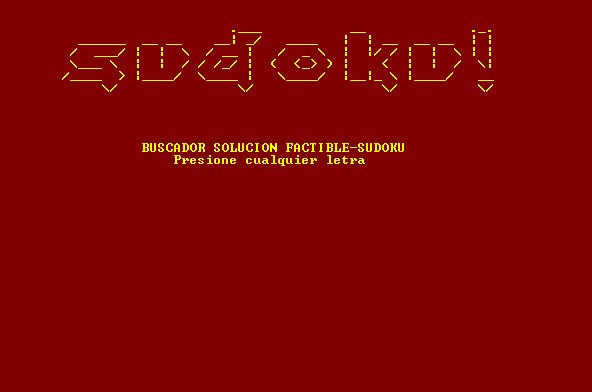 sudoku!
BUSCADOR SOLUCION FACTIBLE-SUDOKU
Presione cualquier letra